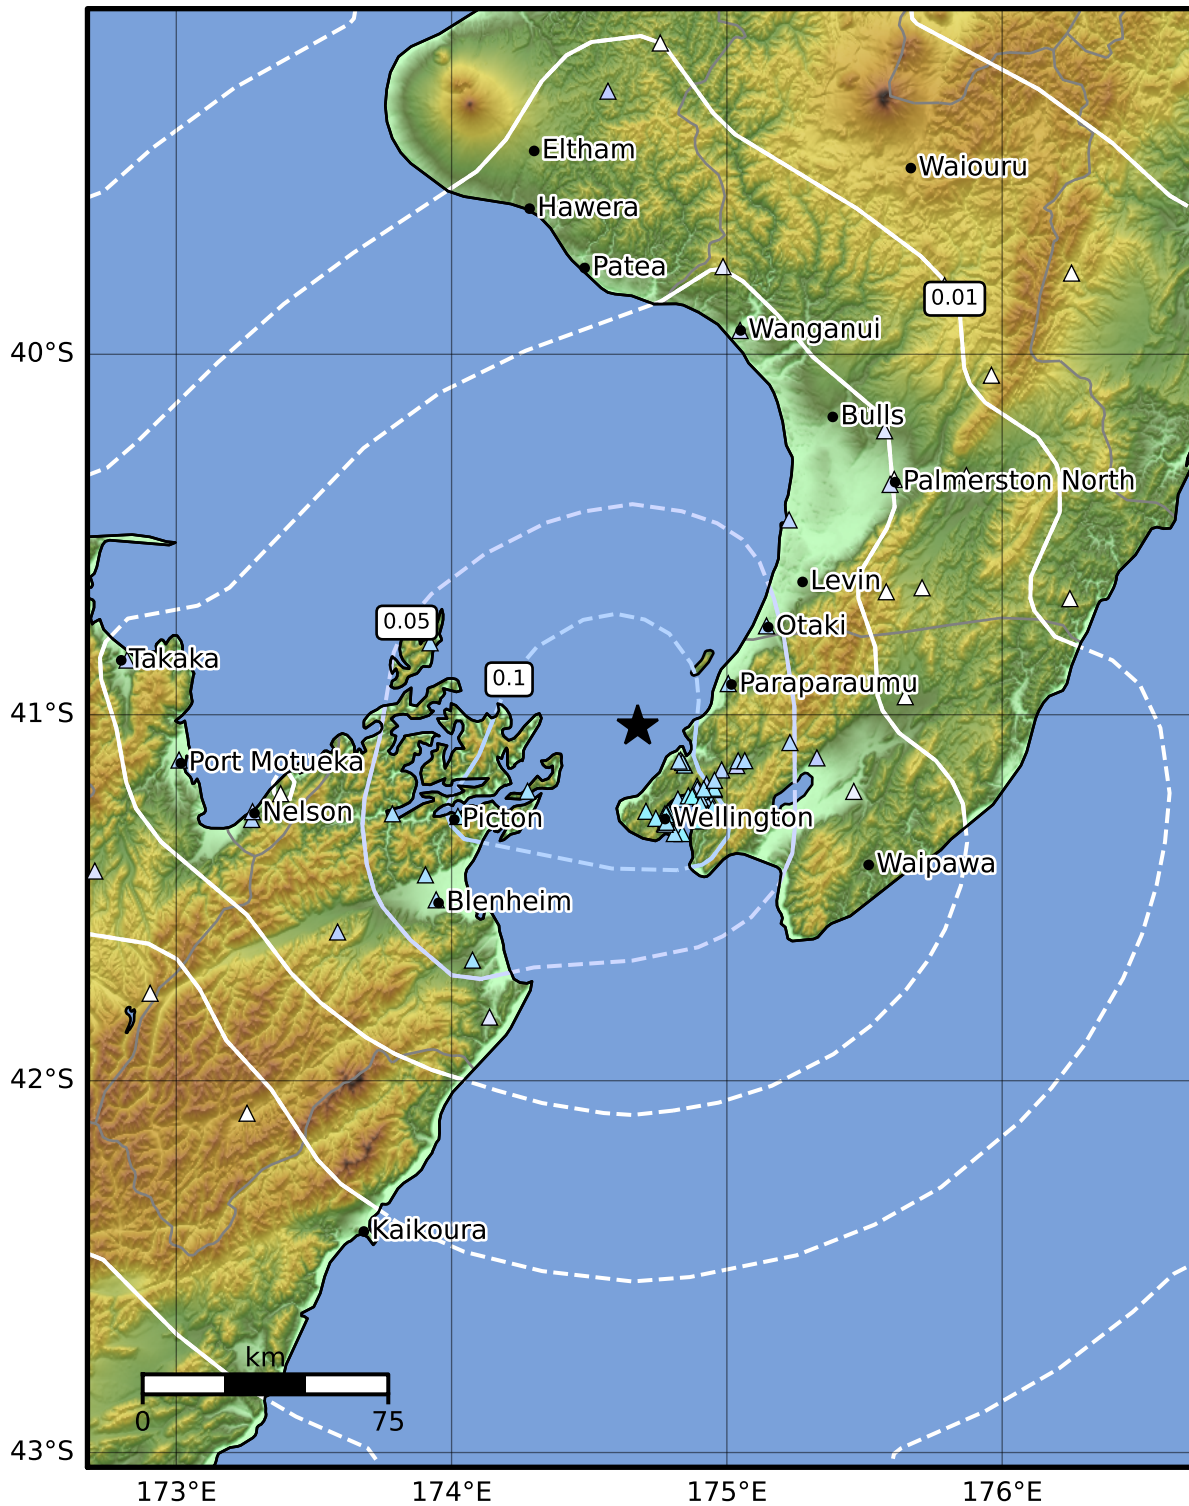 Eltham
Waiouru
Hawera
Patea
0.01
Wanganui
40°S
Bulls
Palmerston North
Levin
0.05
Otaki
Takaka
0.1
Paraparaumu
41°S
Port Motueka
Nelson
Picton
Wellington
Waipawa
Blenheim
42°S
Kaikoura
km
0
75
43°S
173°E
174°E
175°E
176°E